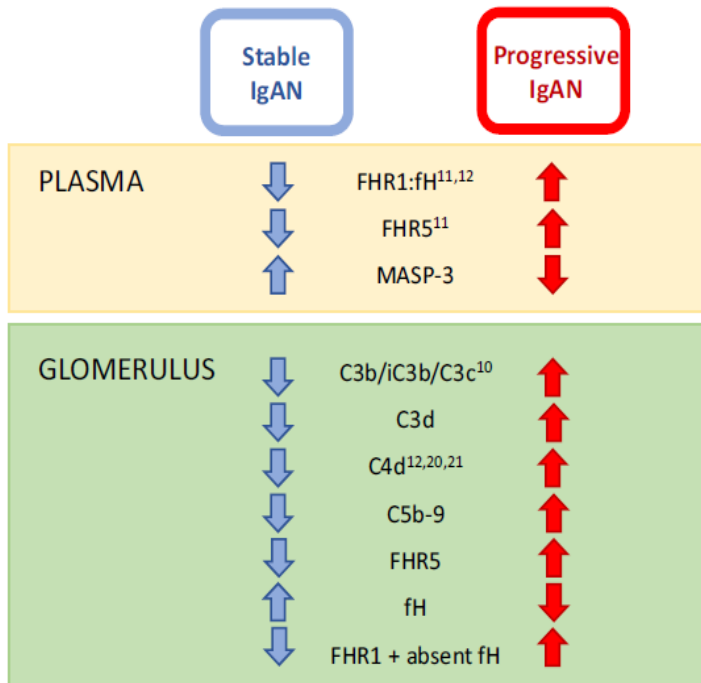 Stable
IgAN
Progressive
IgAN
PLASMA
FHR1:fH11,12
FHR511
MASP-3
GLOMERULUS
C3b/iC3b/C3c10
C3d
C4d12,20,21
C5b-9
FHR5
fH
FHR1 + absent fH